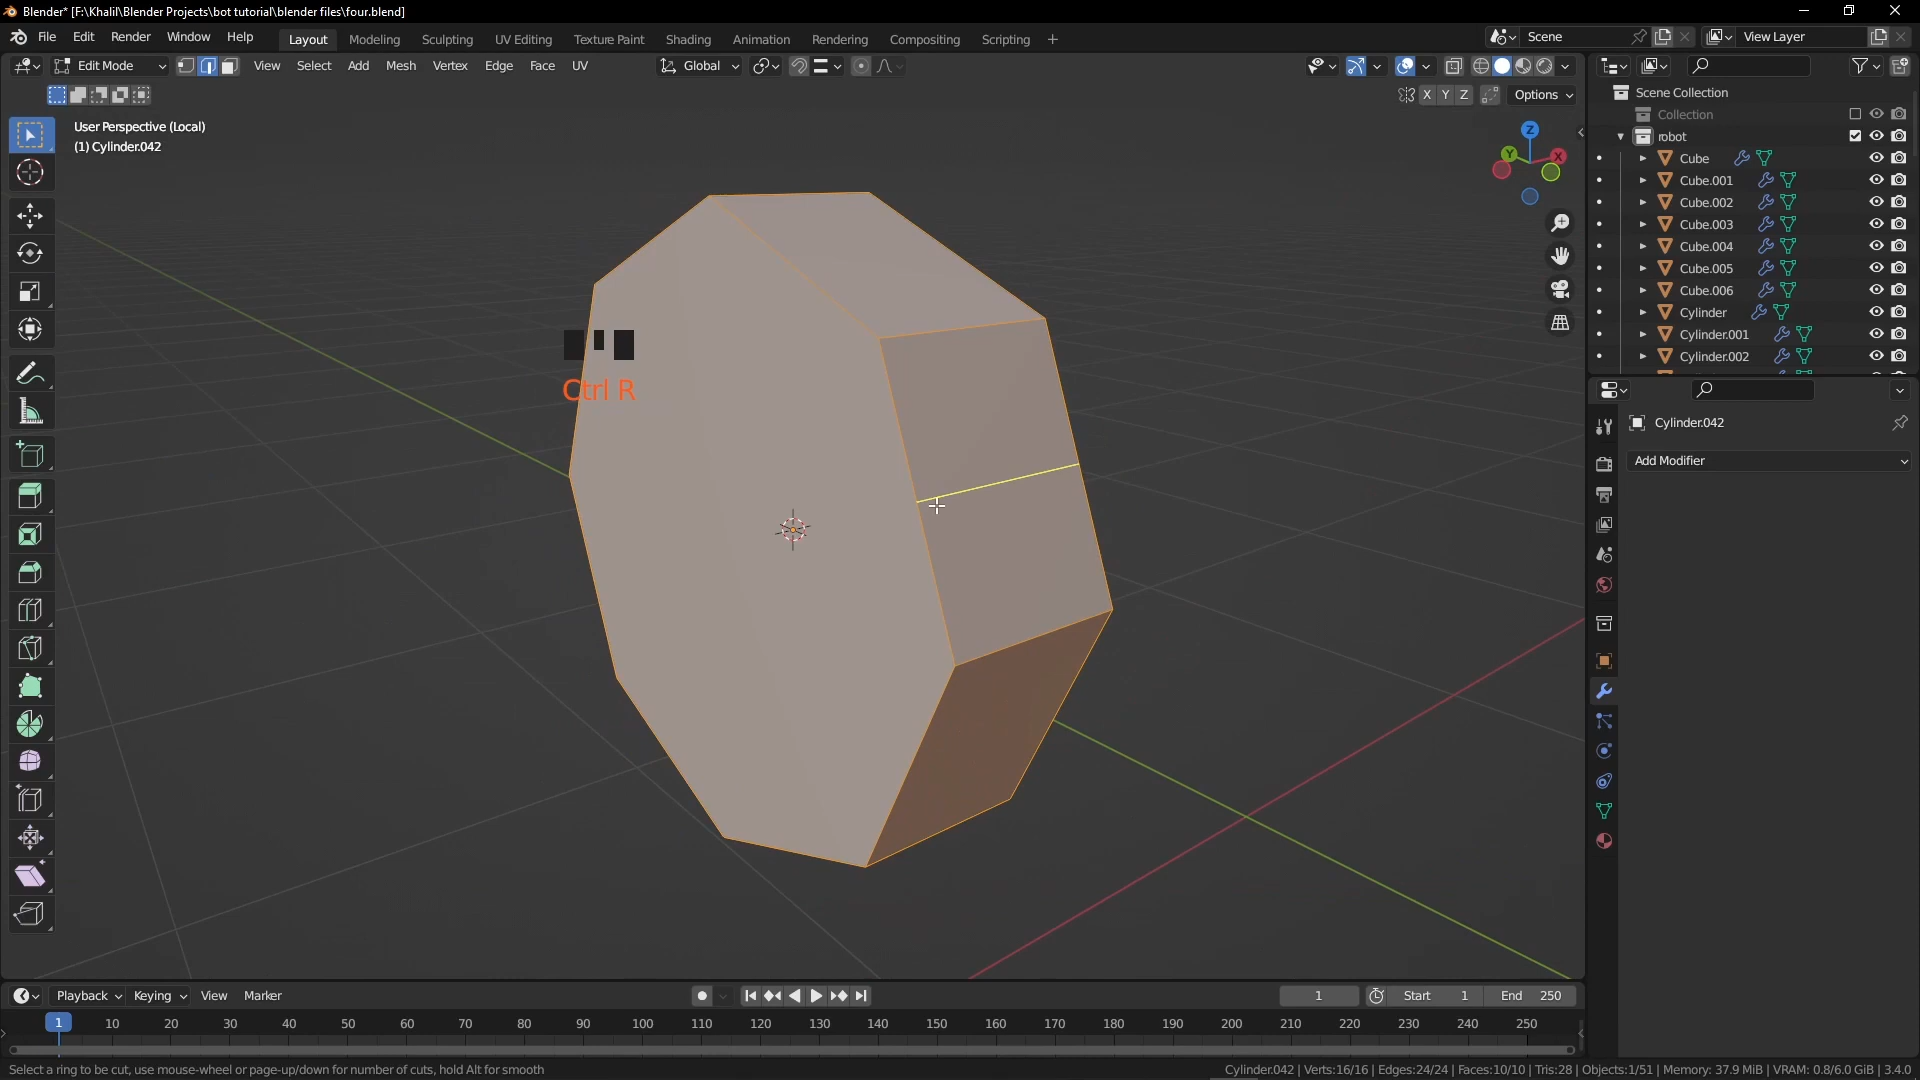 Blender* [F:\Khalil\Blender Projects\bot tutorial\blender files\four.blend]
File Edit Render Window Help Layout Modeling Sculpting UV Editing Texture Paint Shading Animation Rendering Compositing Scripting + Scene View Layer
Edit Mode View Select Add Mesh Vertex Edge Face UV Global
X Y Z Options
User Perspective (Local)
(1) Cylinder.042
Z
Y X
Ctrl R
Scene Collection
Collection
robot
Cube
Cube.001
Cube.002
Cube.003
Cube.004
Cube.005
Cube.006
Cylinder
Cylinder.001
Cylinder.002
Cylinder.042
Add Modifier
Playback Keying View Marker 1 Start 1 End 250
1 10 20 30 40 50 60 70 80 90 100 110 120 130 140 150 160 170 180 190 200 210 220 230 240 250
Select a ring to be cut, use mouse-wheel or page-up/down for number of cuts, hold Alt for smooth
Cylinder.042 | Verts:16/16 | Edges:24/24 | Faces:10/10 | Tris:28 | Objects:1/51 | Memory: 37.9 MiB | VRAM: 0.8/6.0 GiB | 3.4.0